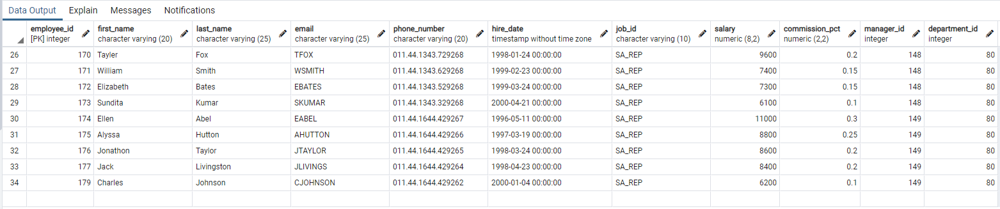 Data Output Explain Messages Notifications
employee_id first_name last_name email phone_number hire_date job_id salary commission_pct manager_id department_id
[PK] integer character varying (20) character varying (25) character varying (25) character varying (20) timestamp without time zone character varying (10) numeric (8,2) numeric (2,2) integer integer
26 170 Tayler Fox TFOX 011.44.1343.729268 1998-01-24 00:00:00 SA_REP 9600 0.2 148 80
27 171 William Smith WSMITH 011.44.1343.629268 1999-02-23 00:00:00 SA_REP 7400 0.15 148 80
28 172 Elizabeth Bates EBATES 011.44.1343.529268 1999-03-24 00:00:00 SA_REP 7300 0.15 148 80
29 173 Sundita Kumar SKUMAR 011.44.1343.329268 2000-04-21 00:00:00 SA_REP 6100 0.1 148 80
30 174 Ellen Abel EABEL 011.44.1644.429267 1996-05-11 00:00:00 SA_REP 11000 0.3 149 80
31 175 Alyssa Hutton AHUTTON 011.44.1644.429266 1997-03-19 00:00:00 SA_REP 8800 0.25 149 80
32 176 Jonathon Taylor JTAYLOR 011.44.1644.429265 1998-03-24 00:00:00 SA_REP 8600 0.2 149 80
33 177 Jack Livingston JLIVINGS 011.44.1644.429264 1998-04-23 00:00:00 SA_REP 8400 0.2 149 80
34 179 Charles Johnson CJOHNSON 011.44.1644.429262 2000-01-04 00:00:00 SA_REP 6200 0.1 149 80